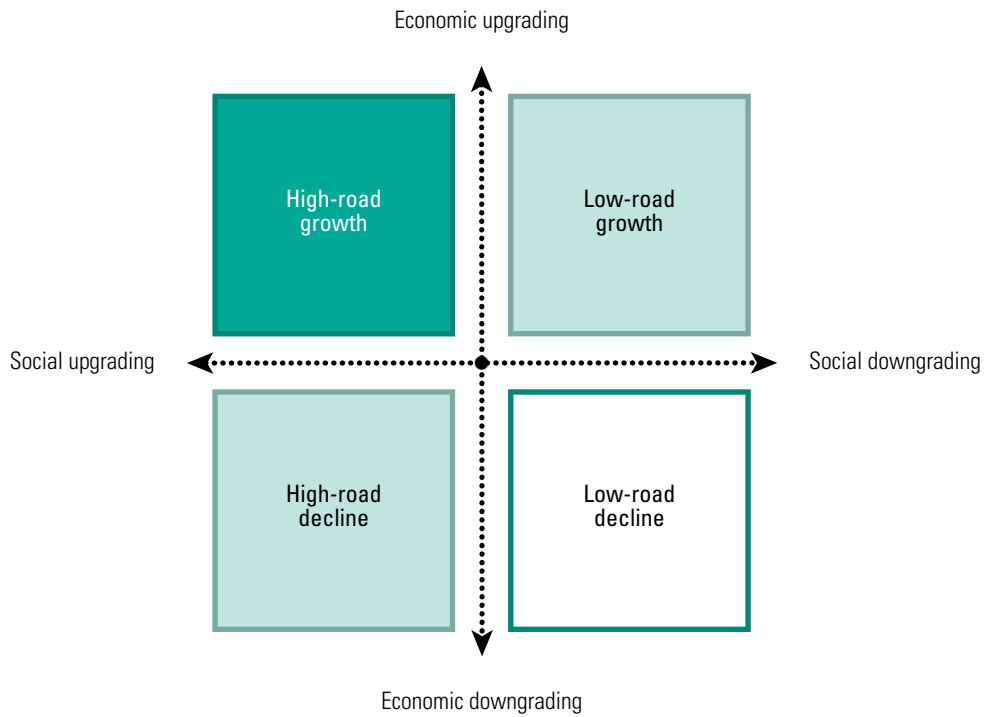 Economic upgrading
High-road
growth
Low-road
growth
Social upgrading
Social downgrading
High-road
decline
Low-road
decline
Economic downgrading